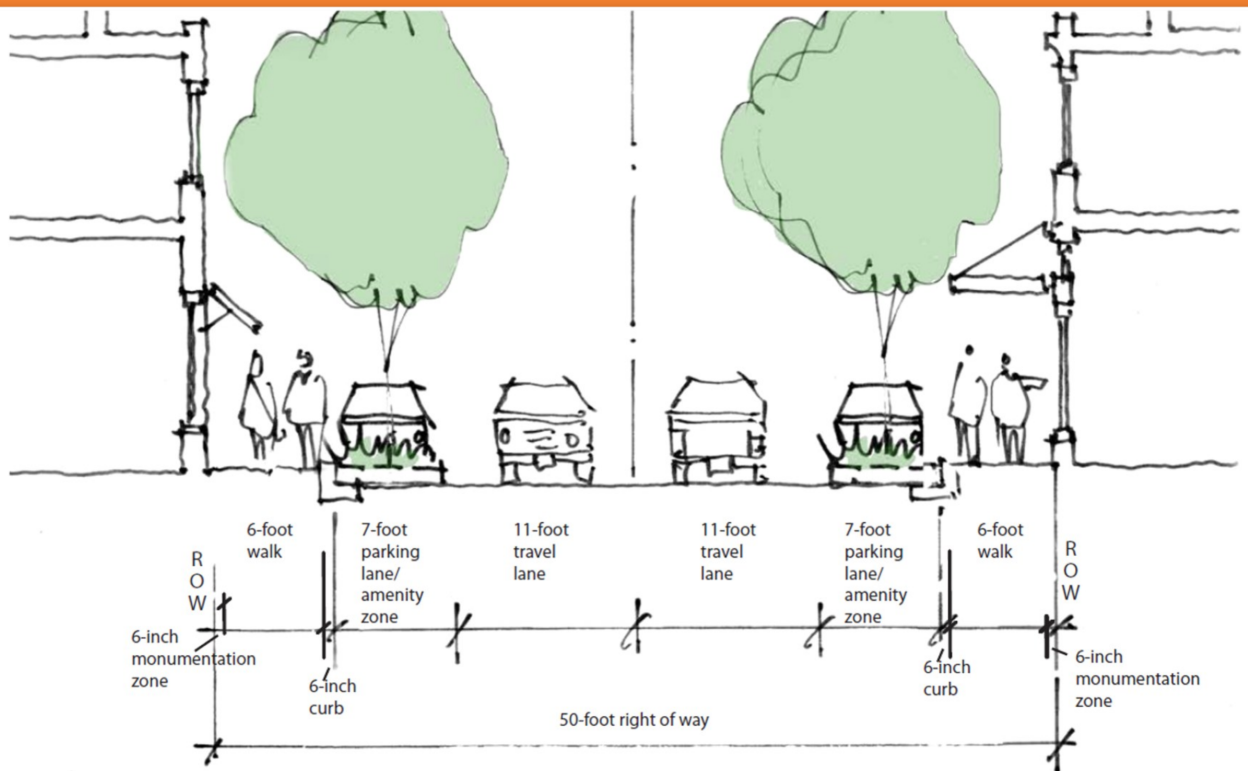 6-foot
walk
7-foot
parking
lane/
amenity
zone
11-foot
travel
lane
11-foot
travel
lane
7-foot
parking
lane/
amenity
zone
6-foot
walk
R
O
W
R
O
W
6-inch
monumentation
zone
6-inch
curb
6-inch
curb
6-inch
monumentation
zone
50-foot right of way